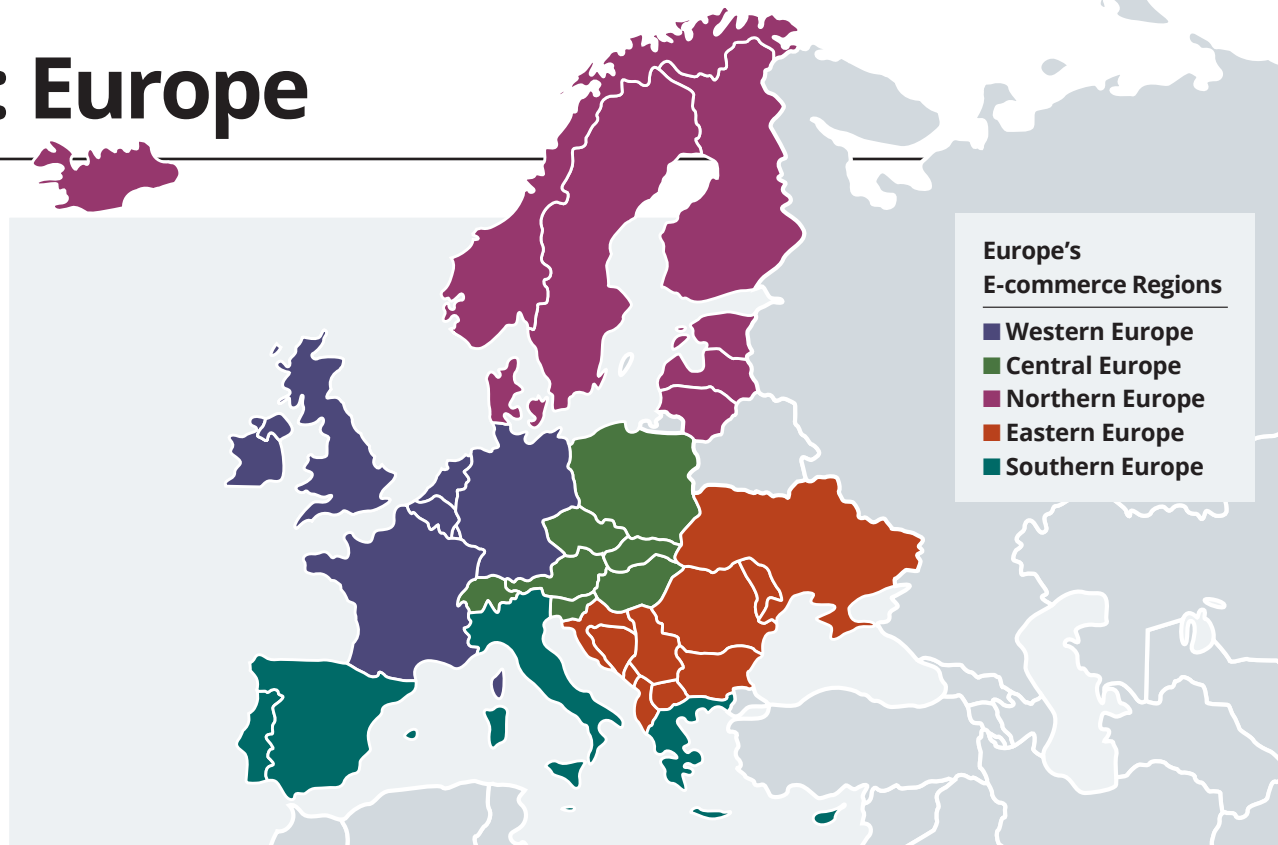 : Europe
Europe's
E-commerce Regions
Western Europe
Central Europe
Northern Europe
Eastern Europe
Southern Europe